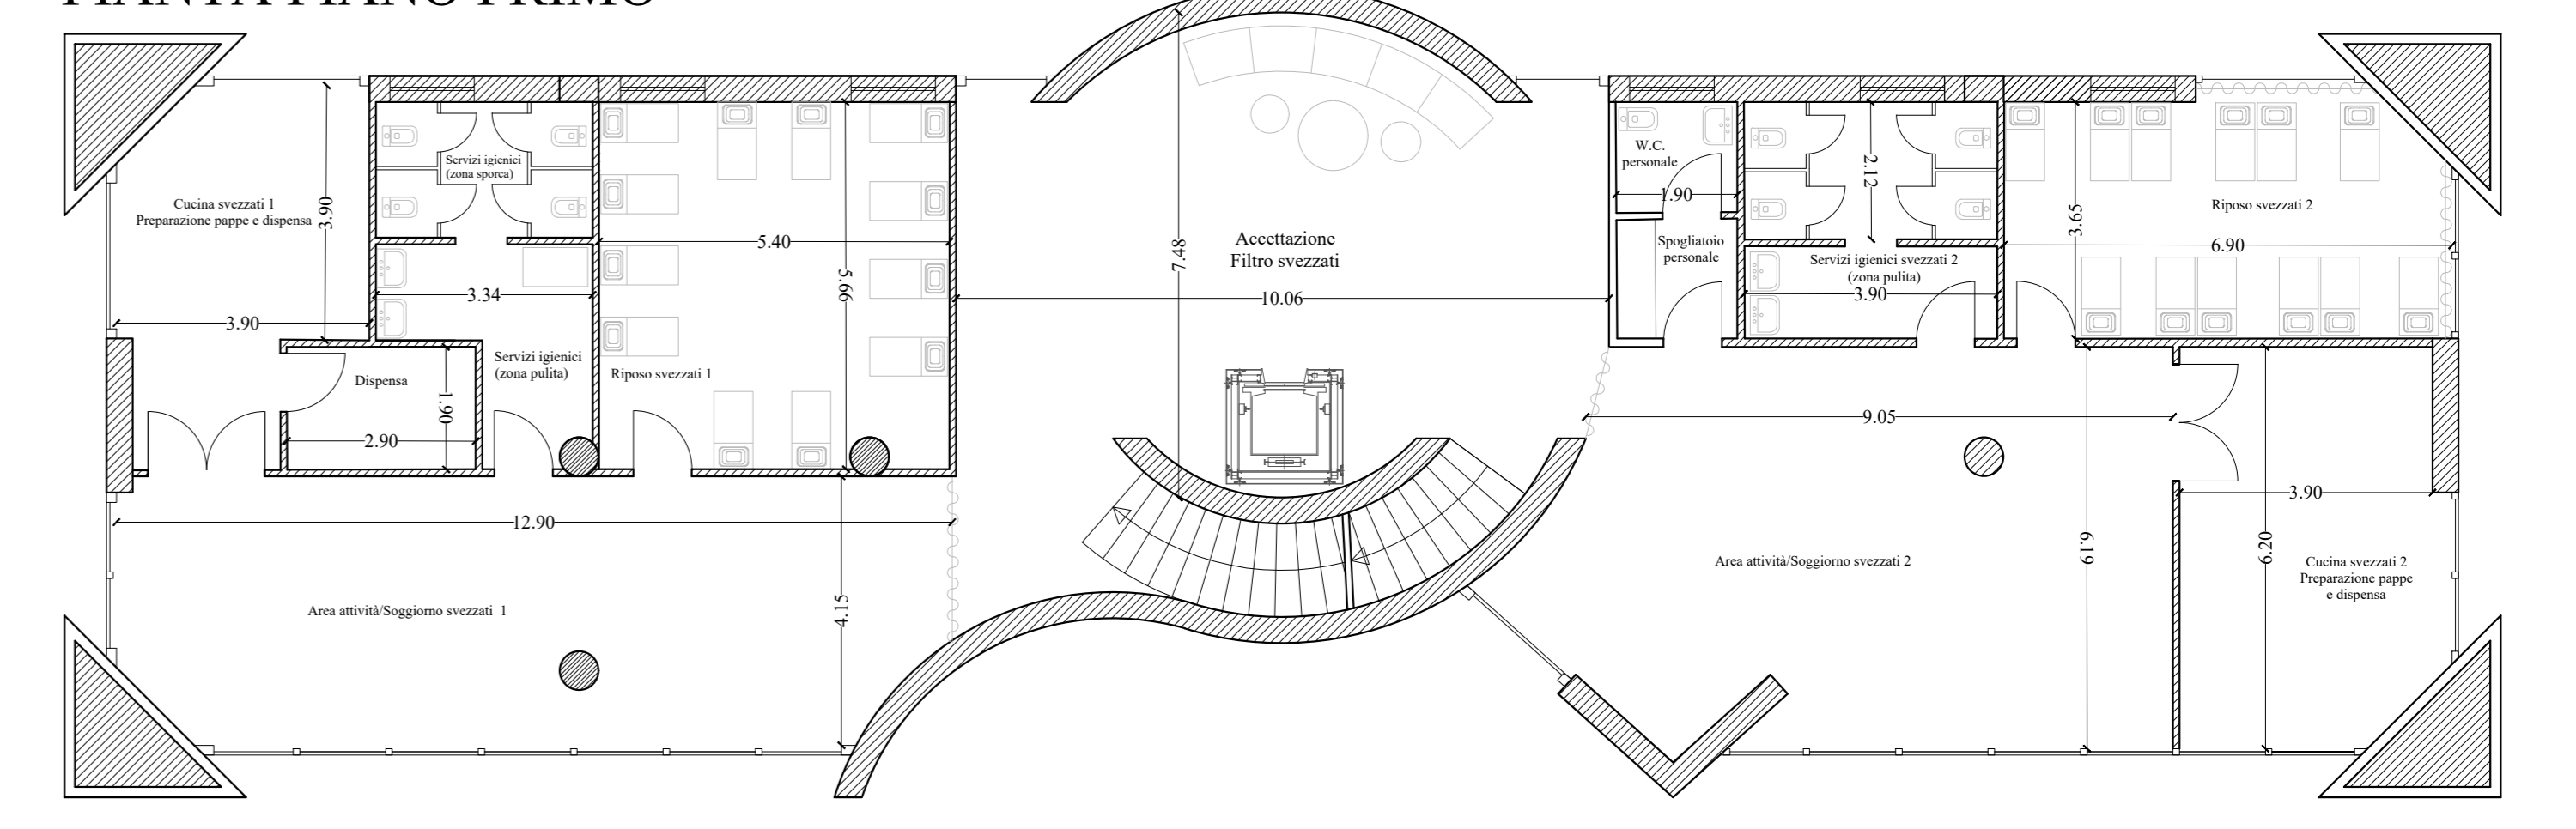 PIANTA PIANO PRIMO
Cucina svezzati 1
Preparazione pappe e dispensa
3.90
3.90
Servizi igienici
(zona sporca)
3.34
Servizi igienici
(zona pulita)
Dispensa
1.90
2.90
5.40
5.66
Riposo svezzati 1
12.90
4.15
Area attività/Soggiorno svezzati 1
7.48
Accettazione
Filtro svezzati
10.06
W.C.
personale
1.90
Spogliatoio
personale
2.12
Servizi igienici svezzati 2
(zona pulita)
3.90
3.65
Riposo svezzati 2
6.90
9.05
Area attività/Soggiorno svezzati 2
6.19
6.20
3.90
Cucina svezzati 2
Preparazione pappe
e dispensa